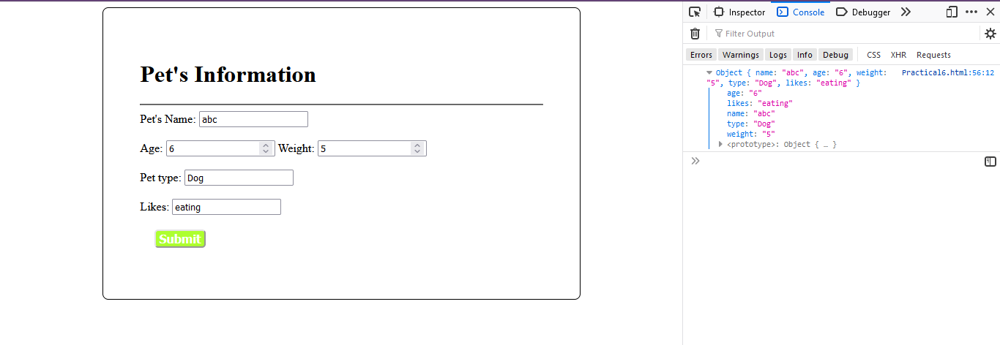 Pet's Information
Pet's Name: abc
Age: 6 Weight: 5
Pet type: Dog
Likes: eating
Submit
Inspector Console Debugger
Filter Output
Errors Warnings Logs Info Debug CSS XHR Requests
Object { name: "abc", age: "6", weight: Practical6.html:56:12
"5", type: "Dog", likes: "eating" }
age: "6"
likes: "eating"
name: "abc"
type: "Dog"
weight: "5"
<prototype>: Object { … }